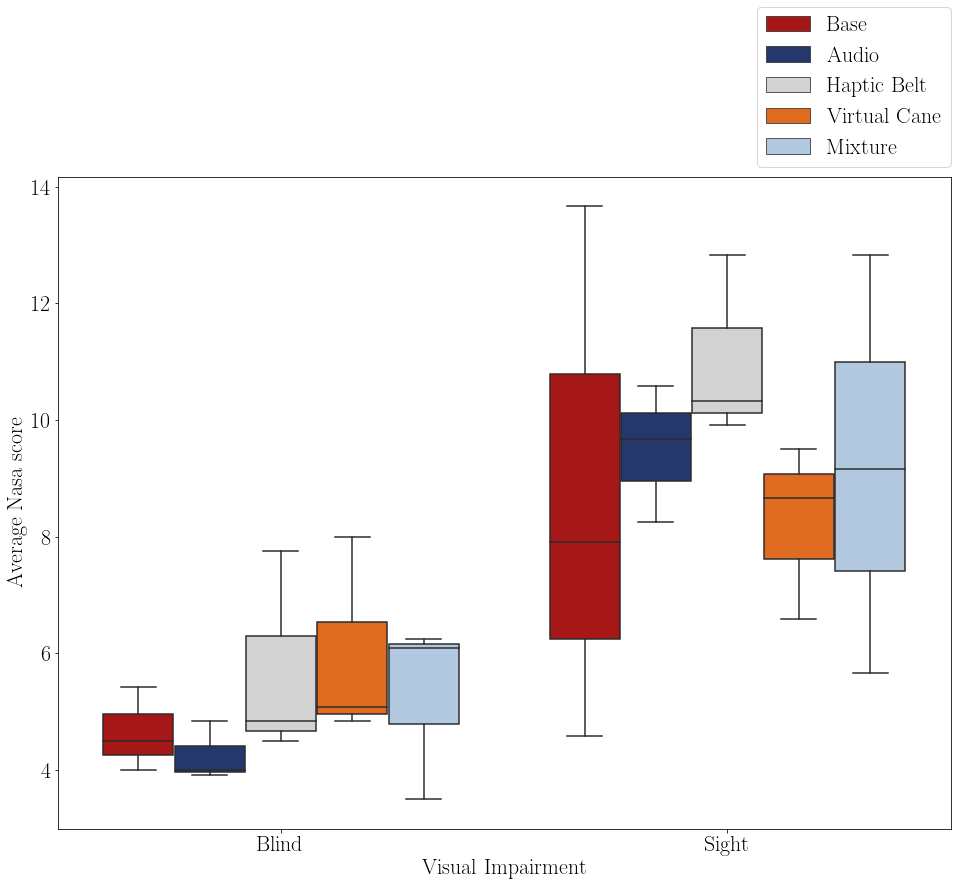 Base
Audio
Haptic Belt
Virtual Cane
Mixture
14
12
10
8
6
4
Average Nasa score
Blind
Sight
Visual Impairment